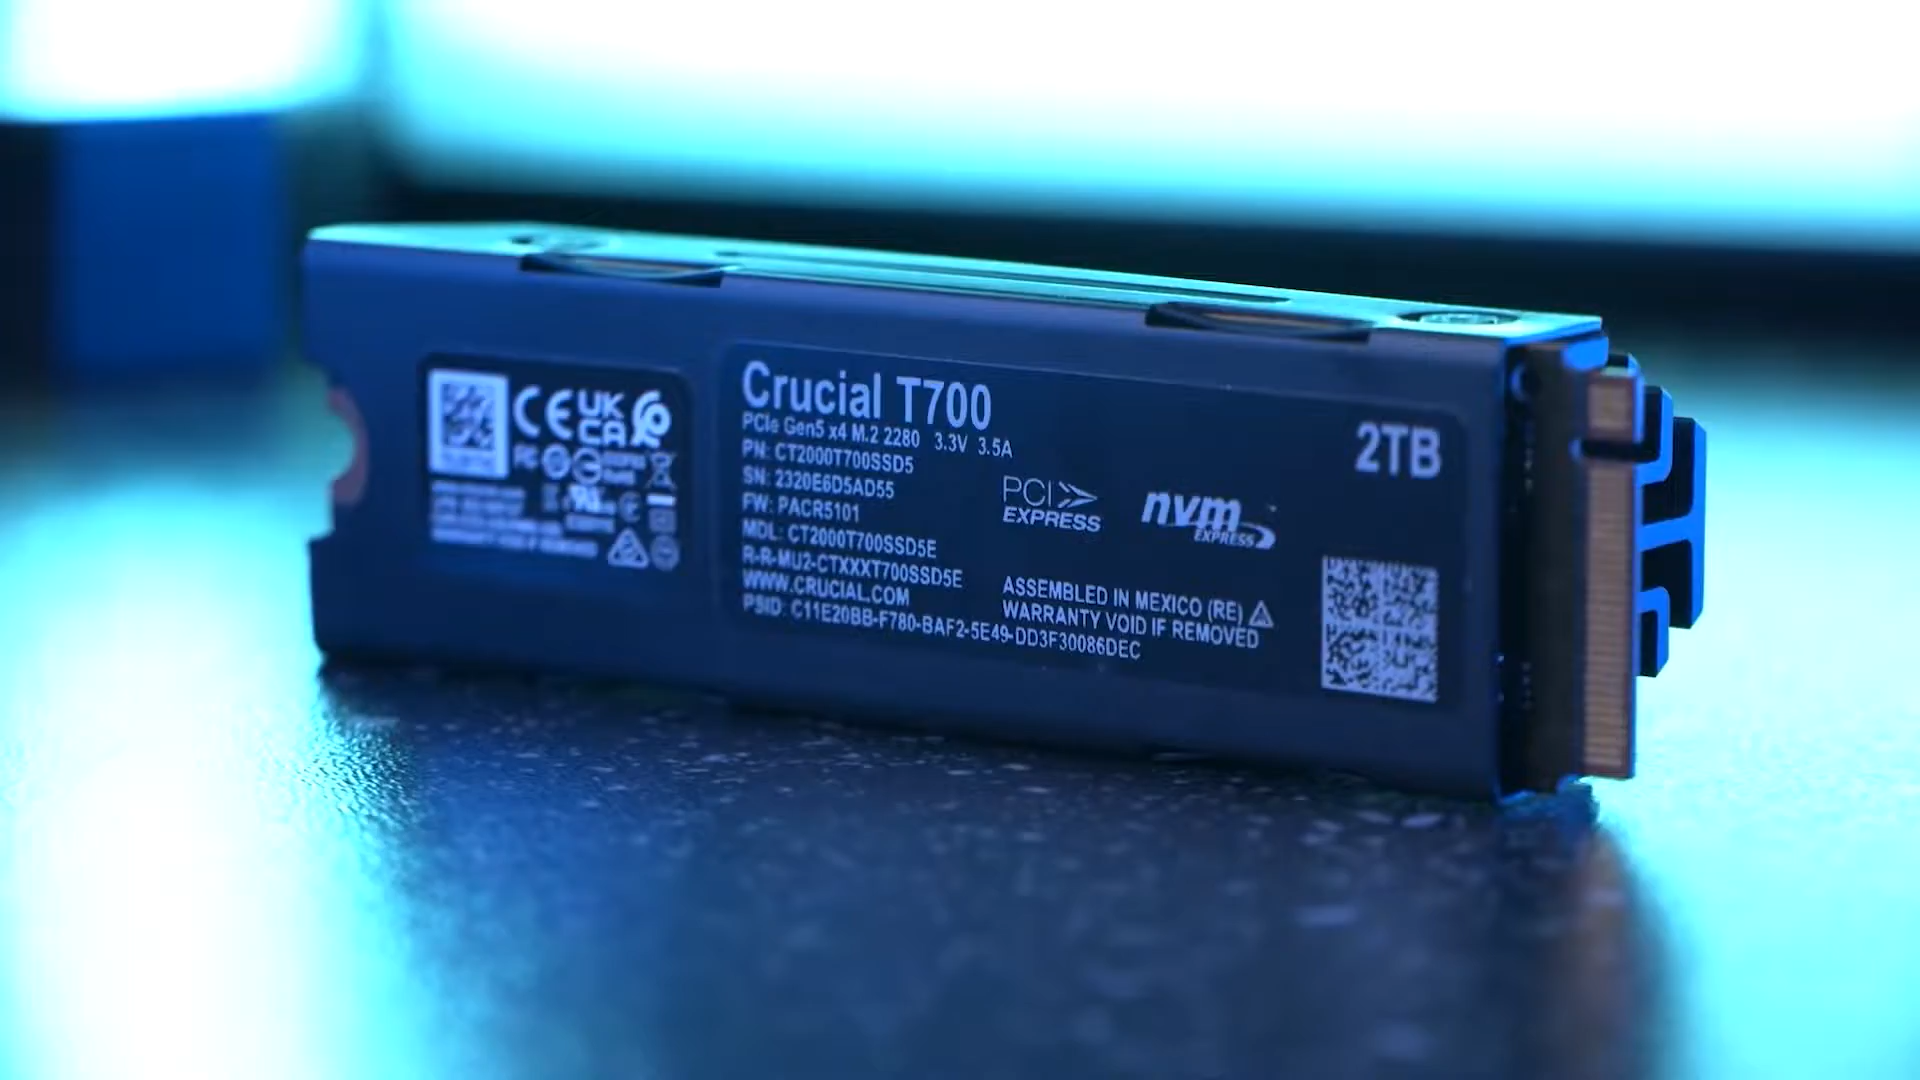 CE UK CA
FC
Crucial T700
PCIe Gen5 x4 M.2 2280 3.3V 3.5A
PN: CT2000T700SSD5
SN: 2320E6D5AD55
FW: PACR5101
MDL: CT2000T700SSD5E
R-R-MU2-CTXXXT700SSD5E
WWW.CRUCIAL.COM
PSID: C11E20BB-F780-BAF2-5E49-DD3F30086DEC
2TB
PCI EXPRESS
nvm EXPRESS
ASSEMBLED IN MEXICO (RE)
WARRANTY VOID IF REMOVED